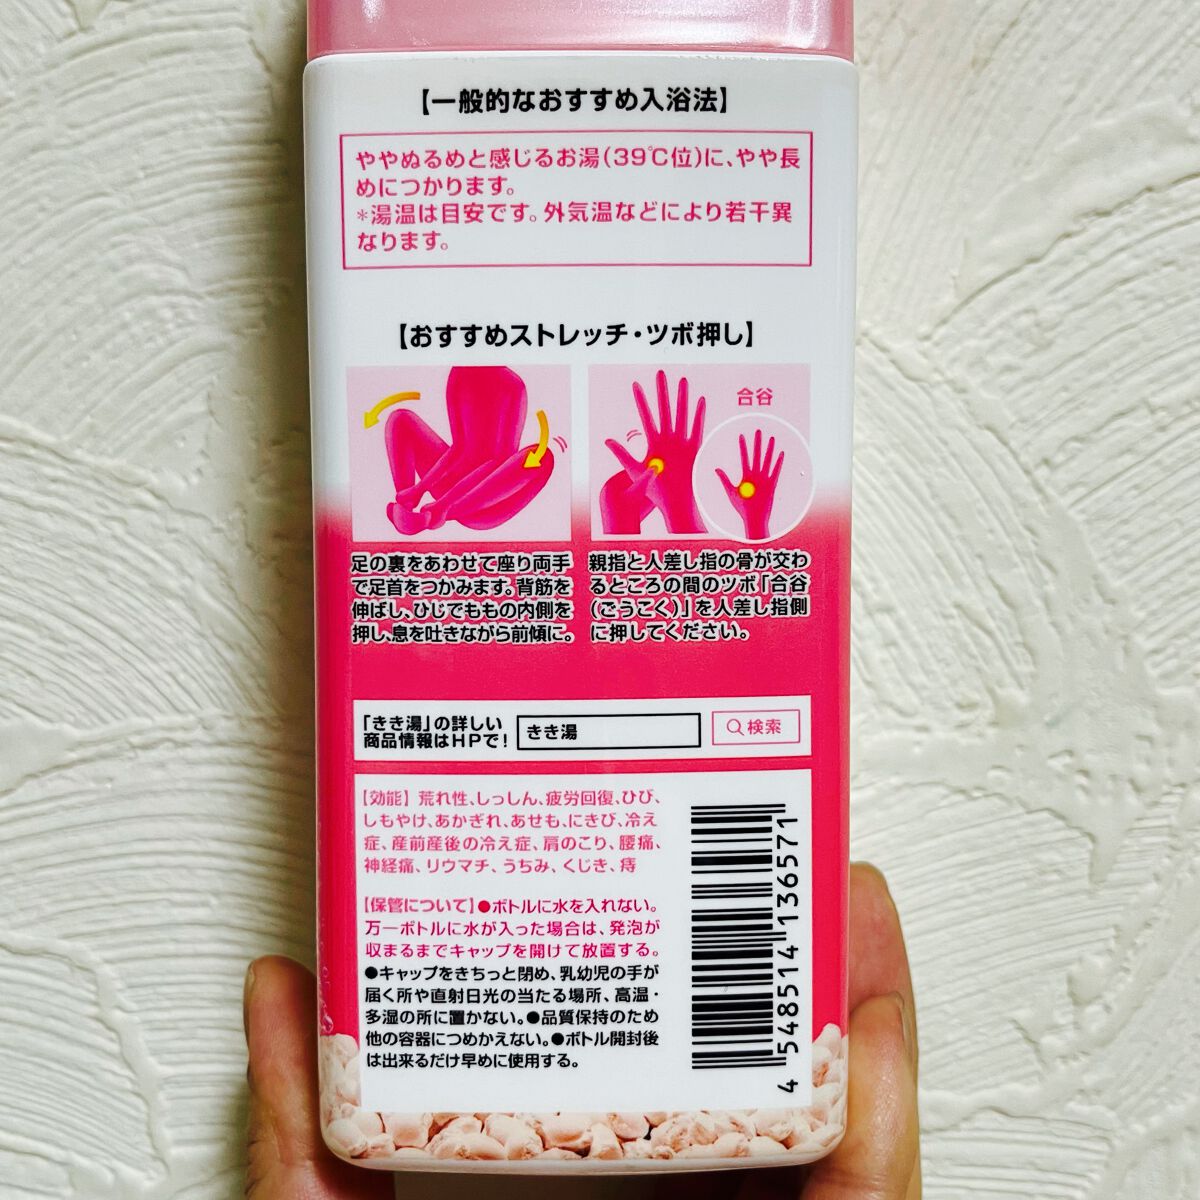 【一般的なおすすめ入浴法】
ややぬるめと感じるお湯(39℃位)に、やや長
めにつかります。
*湯温は目安です。外気温などにより若干異
なります。
【おすすめストレッチ・ツボ押し】
合谷
足の裏をあわせて座り両手
で足首をつかみます。背筋を
伸ばし、ひじでももの内側を
押し、息を吐きながら前傾に。
親指と人差し指の骨が交わ
るところの間のツボ「合谷
(ごうこく)」を人差し指側
に押してください。
「きき湯」の詳しい
商品情報はHPで!
きき湯
検索
【効能】荒れ性、しっしん、疲労回復、ひび、
しもやけ、あかぎれ、あせも、にきび、冷え
症、産前産後の冷え症、肩のこり、腰痛、
神経痛、リウマチ、うちみ、くじき、痔
【保管について】●ボトルに水を入れない。
万一ボトルに水が入った場合は、発泡が
収まるまでキャップを開けて放置する。
●キャップをきちっと閉め、乳幼児の手が
届く所や直射日光の当たる場所、高温・
多湿の所に置かない。●品質保持のため
他の容器につめかえない。●ボトル開封後
は出来るだけ早めに使用する。
4 548514 136571